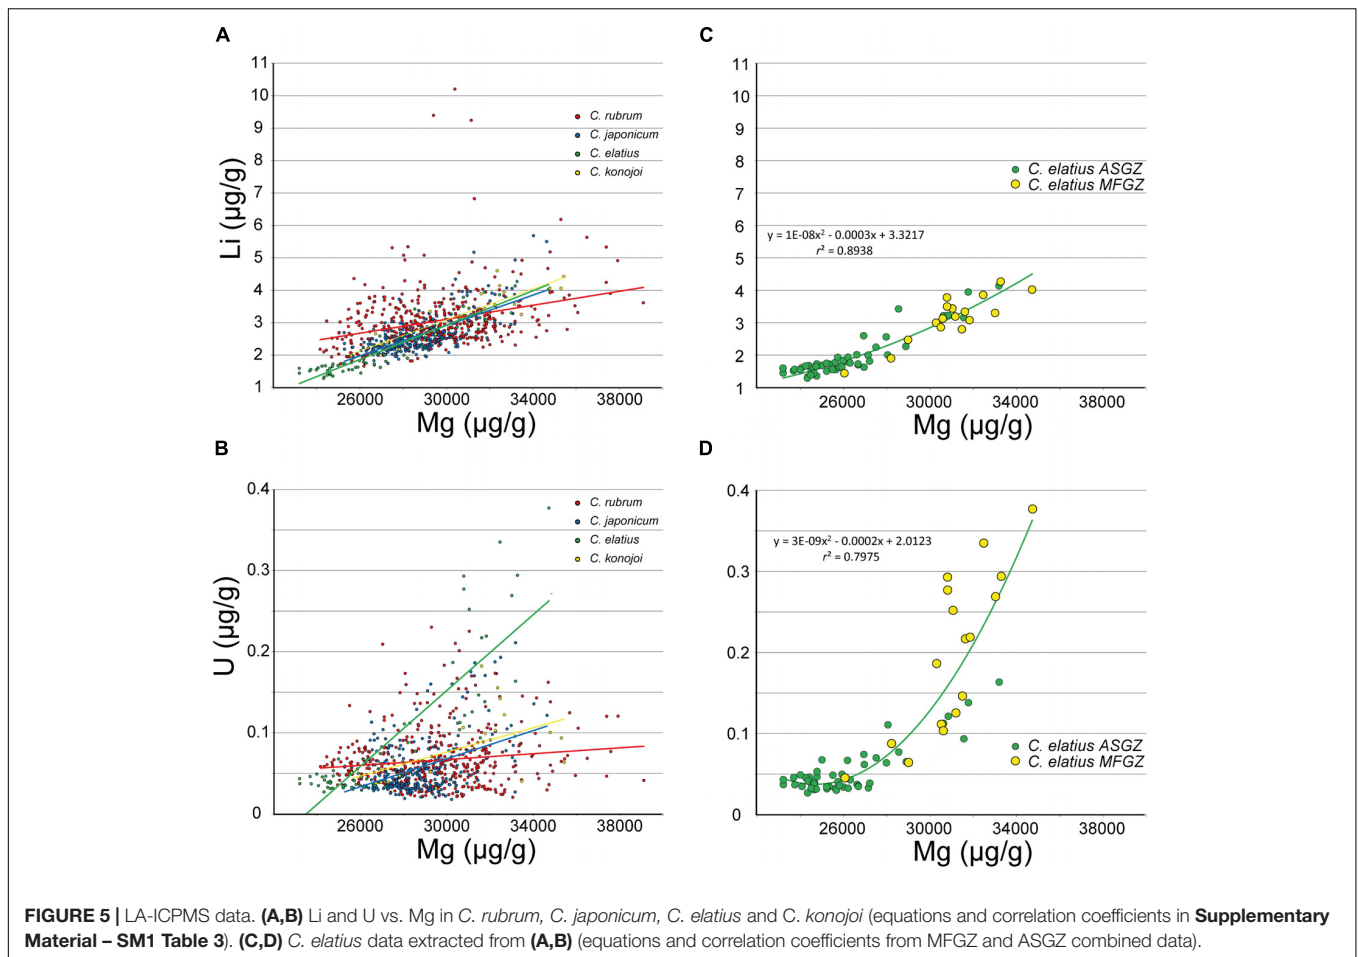 A
11
10
9
8
7
6
5
4
3
2
1
Li (µg/g)
C. rubrum
C. japonicum
C. elatius
C. konojoi
26000 30000 34000 38000
Mg (µg/g)
C
11
10
9
8
7
6
5
4
3
2
1
C. elatius ASGZ
C. elatius MFGZ
y = 1E-08x² - 0.0003x + 3.3217
r² = 0.8938
26000 30000 34000 38000
Mg (µg/g)
B
0.4
0.3
0.2
0.1
0
U (µg/g)
C. rubrum
C. japonicum
C. elatius
C. konojoi
26000 30000 34000 38000
Mg (µg/g)
D
0.4
0.3
0.2
0.1
0
y = 3E-09x² - 0.0002x + 2.0123
r² = 0.7975
C. elatius ASGZ
C. elatius MFGZ
26000 30000 34000 38000
Mg (µg/g)
FIGURE 5 | LA-ICPMS data. (A,B) Li and U vs. Mg in C. rubrum, C. japonicum, C. elatius and C. konojoi (equations and correlation coefficients in Supplementary
Material – SM1 Table 3). (C,D) C. elatius data extracted from (A,B) (equations and correlation coefficients from MFGZ and ASGZ combined data).